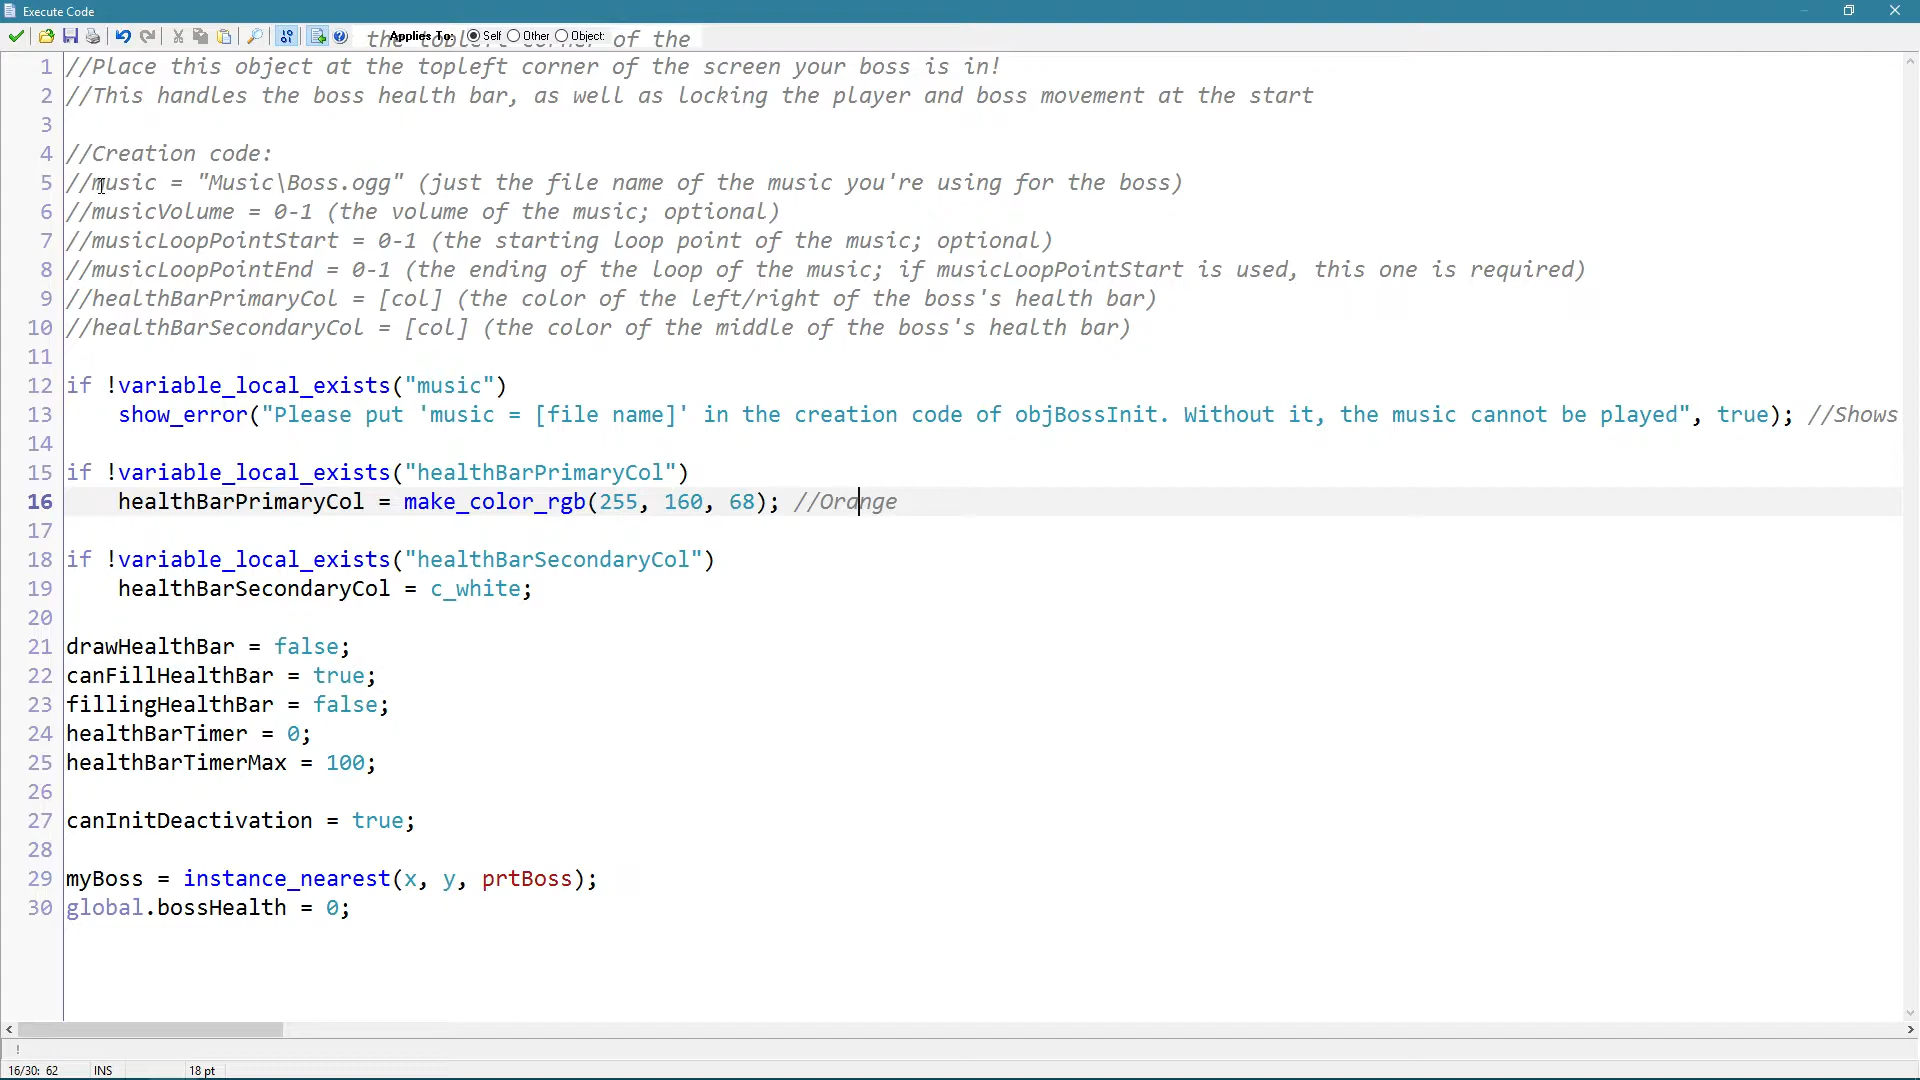 Execute Code
the topleft corner of the
Applies To: Self Other Object:
1 //Place this object at the topleft corner of the screen your boss is in!
2 //This handles the boss health bar, as well as locking the player and boss movement at the start
3
4 //Creation code:
5 //music = "Music\Boss.ogg" (just the file name of the music you're using for the boss)
6 //musicVolume = 0-1 (the volume of the music; optional)
7 //musicLoopPointStart = 0-1 (the starting loop point of the music; optional)
8 //musicLoopPointEnd = 0-1 (the ending of the loop of the music; if musicLoopPointStart is used, this one is required)
9 //healthBarPrimaryCol = [col] (the color of the left/right of the boss's health bar)
10 //healthBarSecondaryCol = [col] (the color of the middle of the boss's health bar)
11
12 if !variable_local_exists("music")
13 show_error("Please put 'music = [file name]' in the creation code of objBossInit. Without it, the music cannot be played", true); //Shows
14
15 if !variable_local_exists("healthBarPrimaryCol")
16 healthBarPrimaryCol = make_color_rgb(255, 160, 68); //Orange
17
18 if !variable_local_exists("healthBarSecondaryCol")
19 healthBarSecondaryCol = c_white;
20
21 drawHealthBar = false;
22 canFillHealthBar = true;
23 fillingHealthBar = false;
24 healthBarTimer = 0;
25 healthBarTimerMax = 100;
26
27 canInitDeactivation = true;
28
29 myBoss = instance_nearest(x, y, prtBoss);
30 global.bossHealth = 0;
!
16/30: 62 INS 18 pt